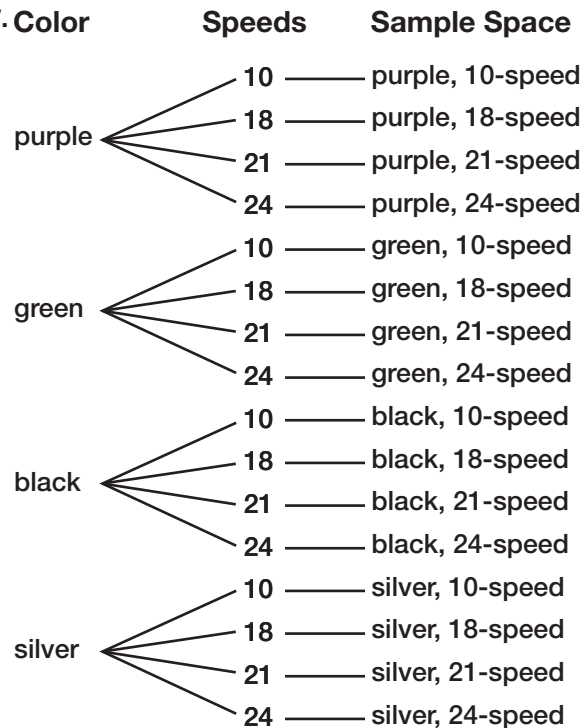 . Color Speeds Sample Space
10 purple, 10-speed
18 purple, 18-speed
purple
21 purple, 21-speed
24 purple, 24-speed
10 green, 10-speed
18 green, 18-speed
green
21 green, 21-speed
24 green, 24-speed
10 black, 10-speed
18 black, 18-speed
black
21 black, 21-speed
24 black, 24-speed
10 silver, 10-speed
18 silver, 18-speed
silver
21 silver, 21-speed
24 silver, 24-speed